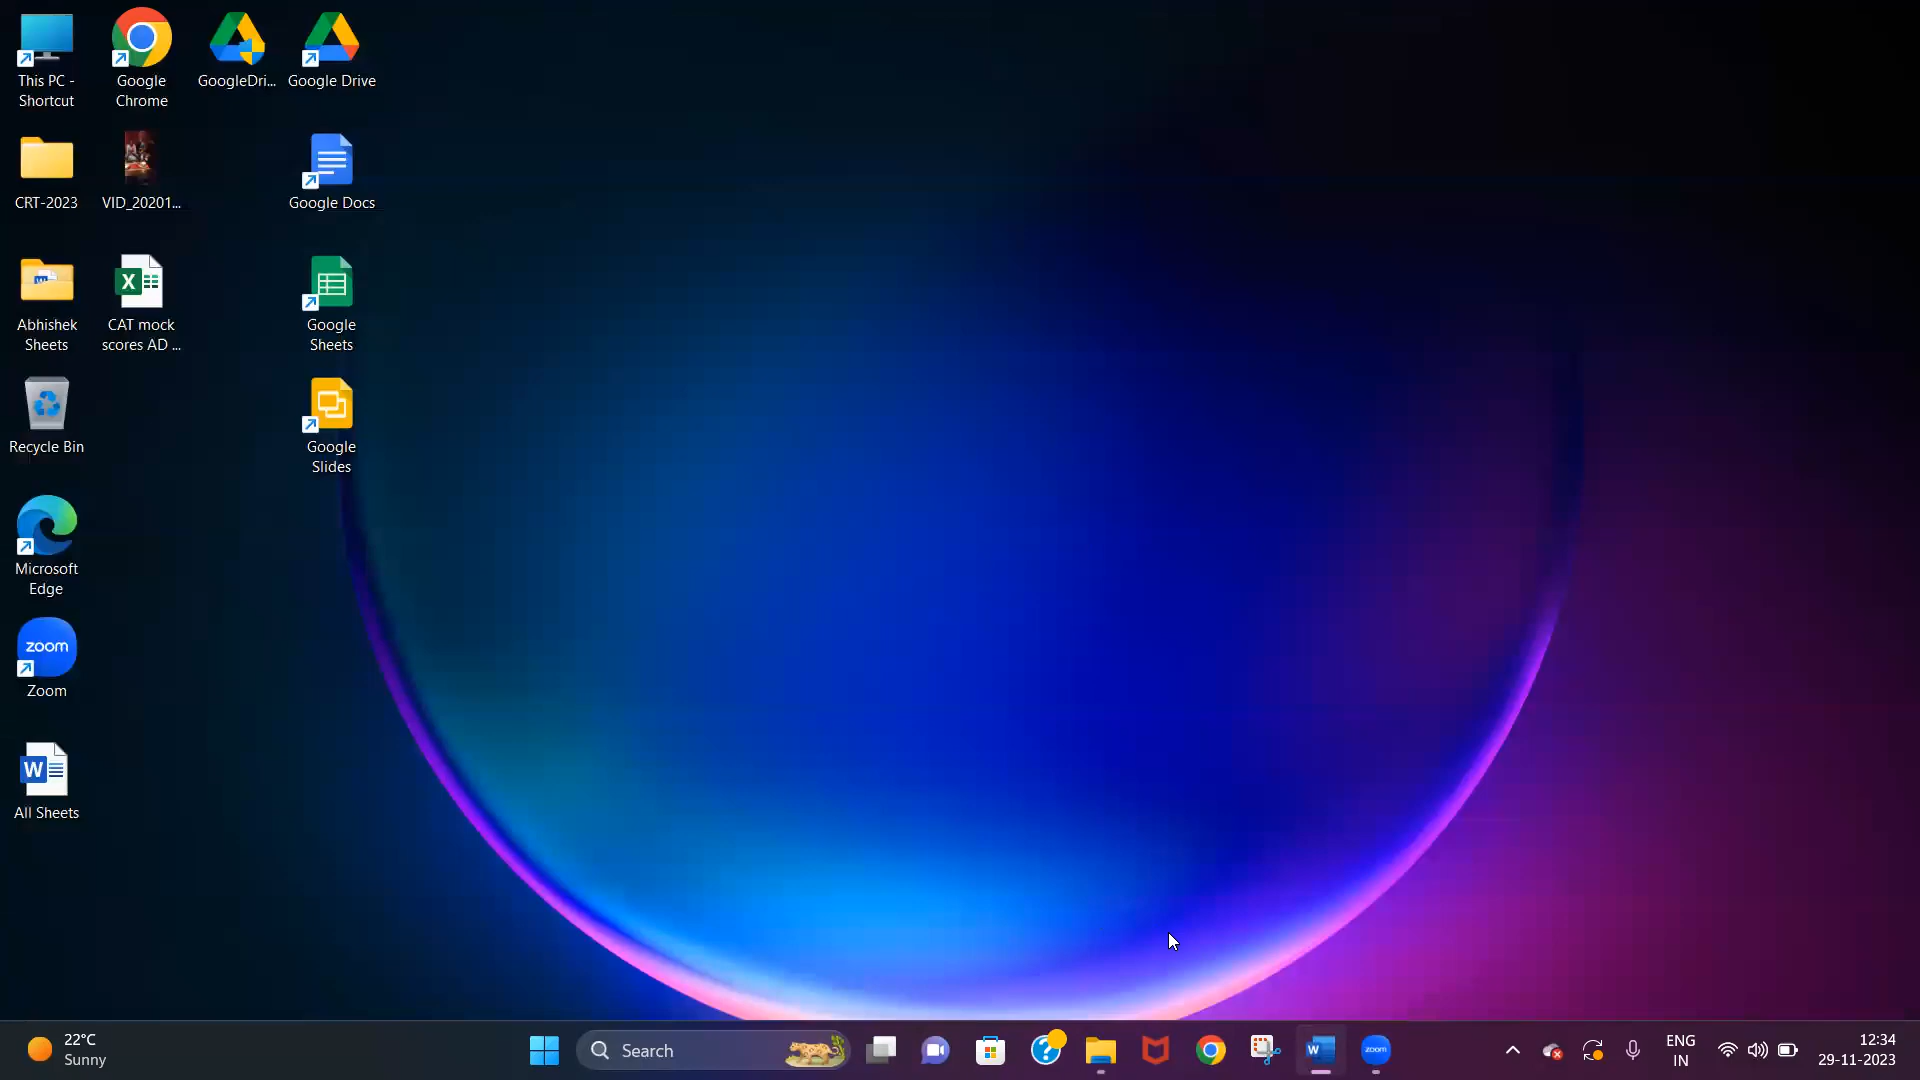 This PC -
Shortcut
Google
Chrome
GoogleDri...
Google Drive
CRT-2023
VID_20201...
Google Docs
Abhishek
Sheets
X
CAT mock
scores AD ...
Google
Sheets
Recycle Bin
Google
Slides
Microsoft
Edge
zoom
Zoom
W
All Sheets
22°C
Sunny
Search
W
zoom
ENG
IN
12:34
29-11-2023